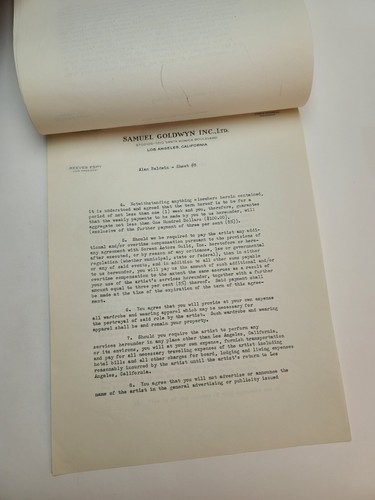 SAMUEL GOLDWYN INC., LTD.
LOS ANGELES, CALIFORNIA
Alan Baldwin - Sheet #2
4. Notwithstanding anything elsewhere herein contained,
it is understood and agreed that the term hereof is to be for a
period of not less than one (1) week and you, therefore, guarantee
that the weekly payments to be made by you to us hereunder, will
aggregate not less than One Hundred Dollars ($100.00),
exclusive of the further payment of three per cent (3%).
5. Should we be required to pay the artist any addi-
tional and/or overtime compensation pursuant to the provisions of
any agreement with Screen Actors Guild, Inc. heretofore or here-
after executed, or by reason of any ordinance, law or governmental
regulation (whether municipal, state or federal), then in either
or any of said events, and in addition to all other sums payable
to us hereunder, you will pay us the amount of such additional and/or
overtime compensation to the extent the same accrues as a result of
your use of the artist's services hereunder, together with a further
amount equal to three per cent (3%) thereof. Said payment shall
be made at the time of the expiration of the term of this agree-
ment.
6. You agree that you will provide at your own expense
all wardrobe and wearing apparel which may be necessary for
the portrayal of said role by the artist. Such wardrobe and wearing
apparel shall be and remain your property.
7. Should you require the artist to perform any
services hereunder in any place other than Los Angeles, California,
or its environs, you will at your own expense, furnish transportation
and pay for all necessary traveling expenses of the artist including
hotel bills and all other charges for board, lodging and living expenses
reasonably incurred by the artist until the artist's return to Los
Angeles, California.
8. You agree that you will not advertise or announce the
name of the artist in the general advertising or publicity issued